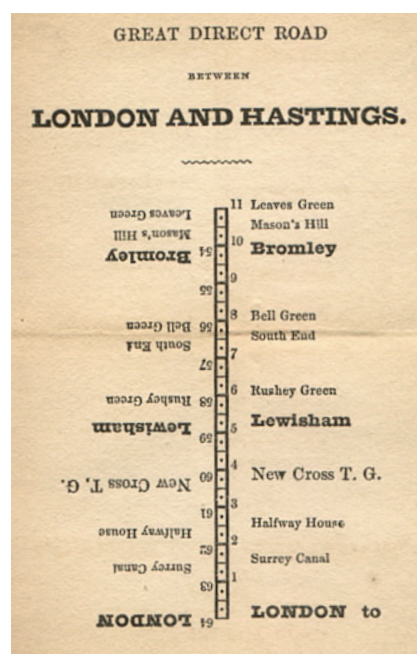 GREAT DIRECT ROAD
BETWEEN
LONDON AND HASTINGS.
Leaves Green 11 Leaves Green
Mason's Hill Mason's Hill
Bromley 54 10 Bromley
55 9
Bell Green 56 8 Bell Green
South End South End
57 7
Rushey Green 58 6 Rushey Green
Lewisham 59 5 Lewisham
4
New Cross T. G. 60 New Cross T. G.
61 3
Halfway House Halfway House
62 2
Surrey Canal Surrey Canal
63 1
LONDON 64 LONDON to